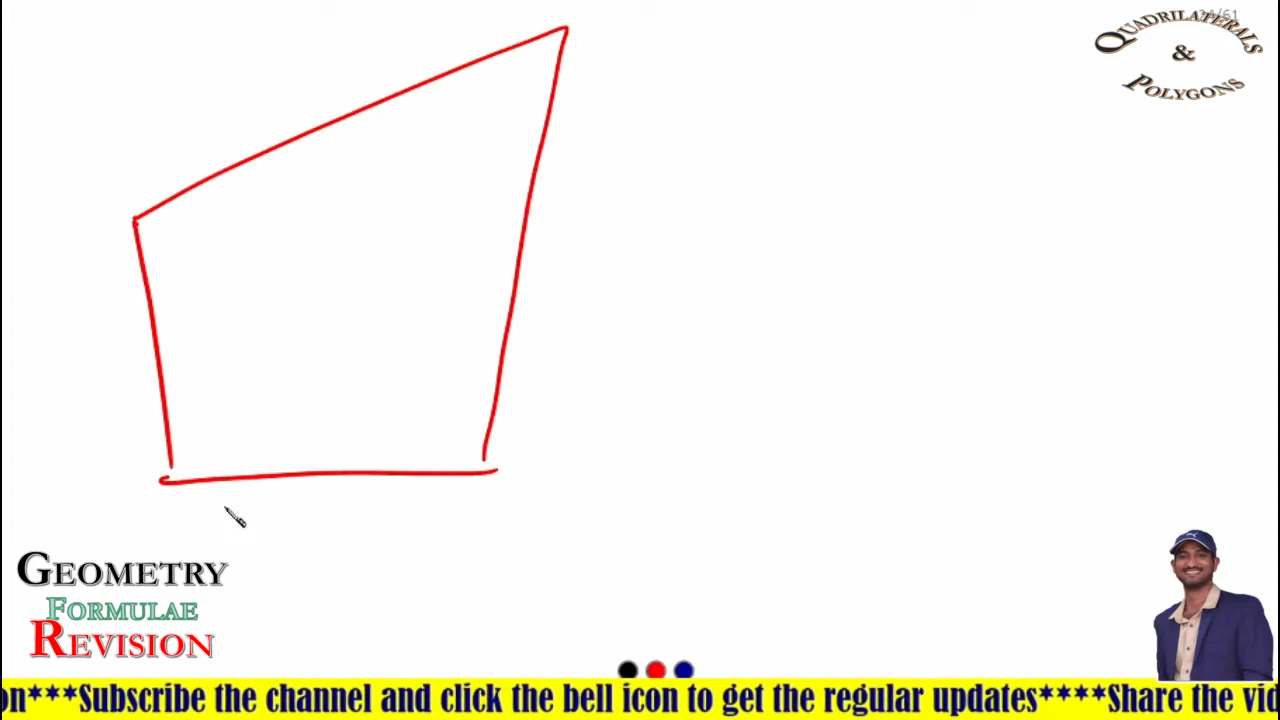 QUADRILATERALS
&
POLYGONS
GEOMETRY
FORMULAE
REVISION
on***Subscribe the channel and click the bell icon to get the regular updates****Share the vid